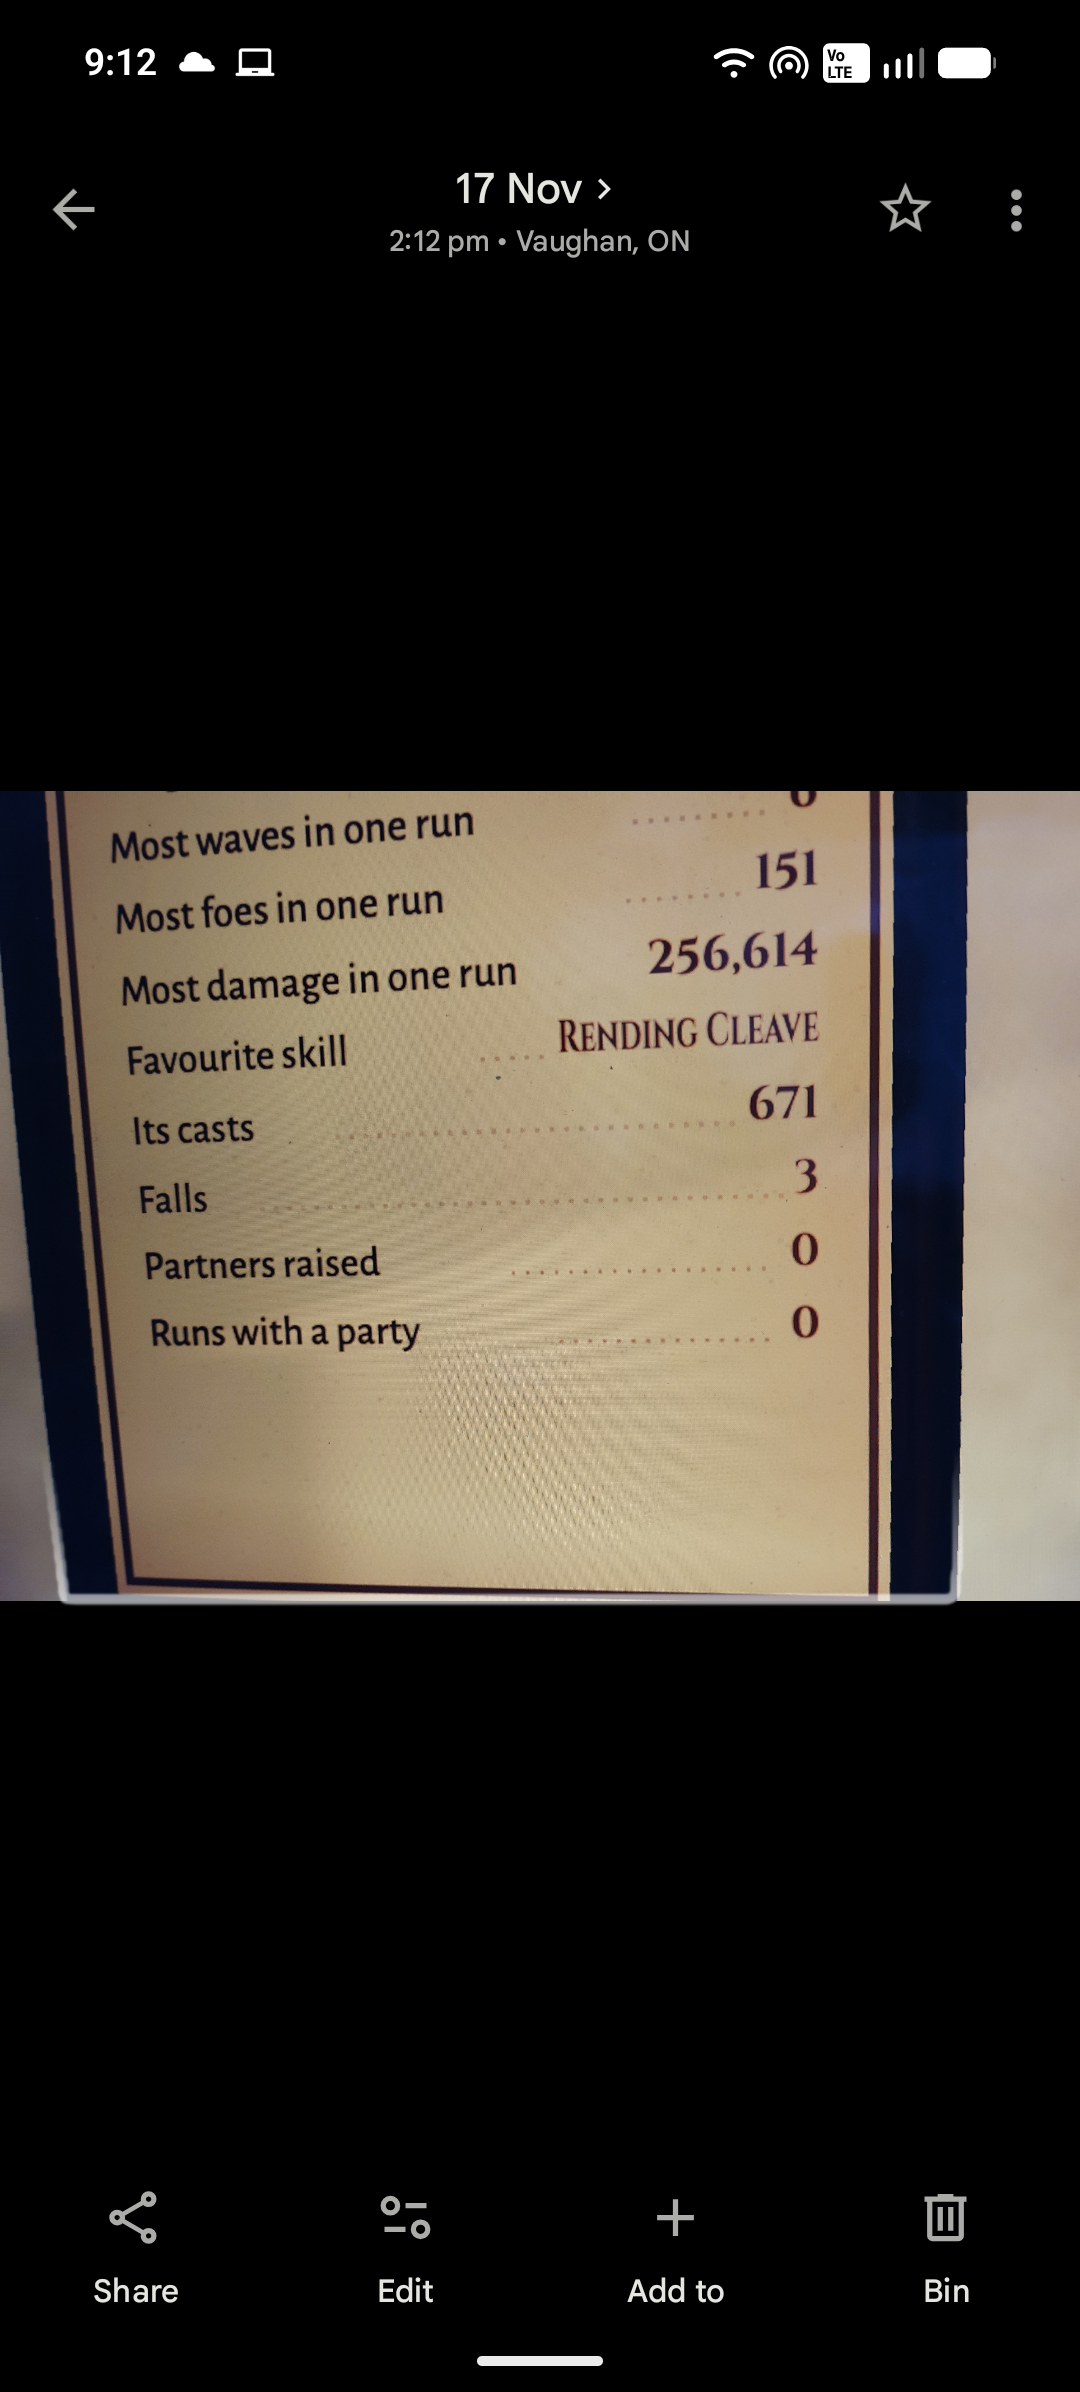 9:12
Vo LTE
17 Nov
2:12 pm • Vaughan, ON
Most waves in one run
Most foes in one run ........ 151
Most damage in one run 256,614
Favourite skill ..... RENDING CLEAVE
Its casts ........ 671
Falls ........ 3
Partners raised ........ 0
Runs with a party ........ 0
Share Edit Add to Bin